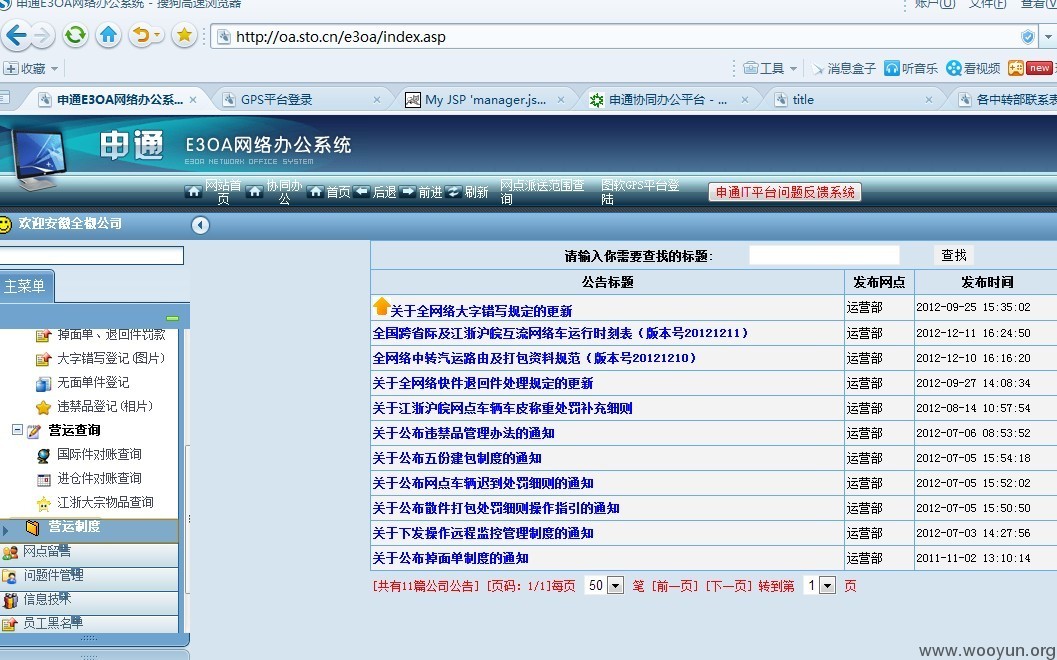 申通E3OA网络办公系统 - 搜狗高速浏览器
账户(U) 文件(F) 查看(V
http://oa.sto.cn/e3oa/index.asp
收藏 工具 消息盒子 听音乐 看视频 new
申通E3OA网络办公系... GPS平台登录 My JSP 'manager.js... 申通协同办公平台 - ... title 各中转部联系表
申通 E3OA网络办公系统
E3OA NETWORK OFFICE SYSTEM
网站首页 协同办公 首页 后退 前进 刷新 网点派送范围查询 图软GPS平台登陆 申通IT平台问题反馈系统
欢迎安徽全椒公司
请输入你需要查找的标题: 查找
主菜单
公告标题 发布网点 发布时间
关于全网络大字错写规定的更新 运营部 2012-09-25 15:35:02
全国跨省际及江浙沪皖互流网络车运行时刻表（版本号20121211） 运营部 2012-12-11 16:24:50
全网络中转汽运路由及打包资料规范（版本号20121210） 运营部 2012-12-10 16:16:20
关于全网络快件退回件处理规定的更新 运营部 2012-09-27 14:08:34
关于江浙沪皖网点车辆车皮称重处罚补充细则 运营部 2012-08-14 10:57:54
关于公布违禁品管理办法的通知 运营部 2012-07-06 08:53:52
关于公布五份建包制度的通知 运营部 2012-07-05 15:54:18
关于公布网点车辆迟到处罚细则的通知 运营部 2012-07-05 15:52:02
关于公布散件打包处罚细则操作指引的通知 运营部 2012-07-05 15:50:50
关于下发操作远程监控管理制度的通知 运营部 2012-07-03 14:27:56
关于公布掉面单制度的通知 运营部 2011-11-02 13:10:14
[共有11篇公司公告] [页码: 1/1]每页 50 笔 [前一页] [下一页] 转到第 1 页
掉面单、退回件罚款
大字错写登记(图片)
无面单件登记
违禁品登记(相片)
营运查询
国际件对账查询
进仓件对账查询
江浙大宗物品查询
营运制度
网点留言
问题件管理
信息技术
员工黑名单
www.wooyun.org